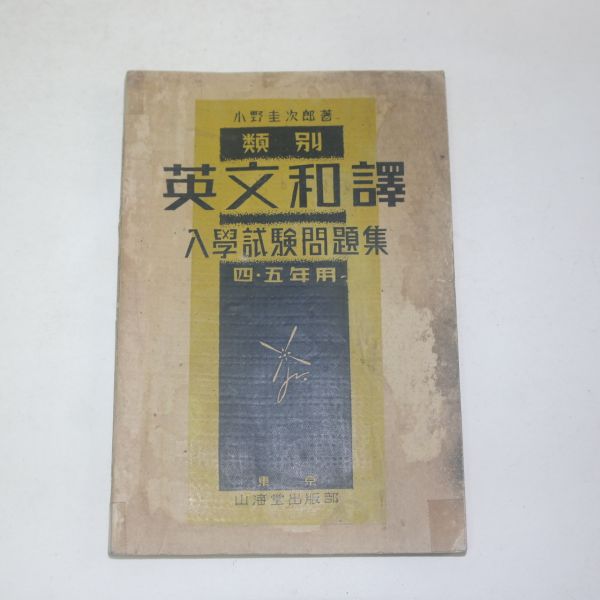 小野圭次郎著
類別
英文和譯
入學試験問題集
四・五年用
東京
山海堂出版部